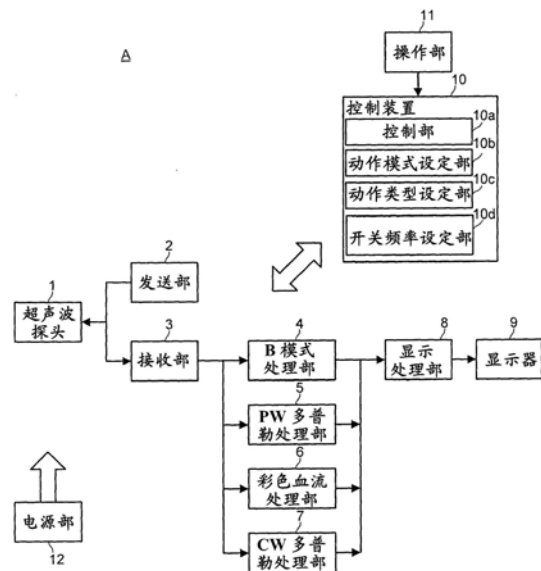 A
11
操作部
10
控制装置
控制部
10a
动作模式设定部
10b
动作类型设定部
10c
开关频率设定部
10d
2
发送部
1
超声波
探头
3
接收部
4
B 模式
处理部
8
显示
处理部
9
显示器
5
PW 多普
勒处理部
6
彩色血流
处理部
7
CW 多普
勒处理部
电源部
12